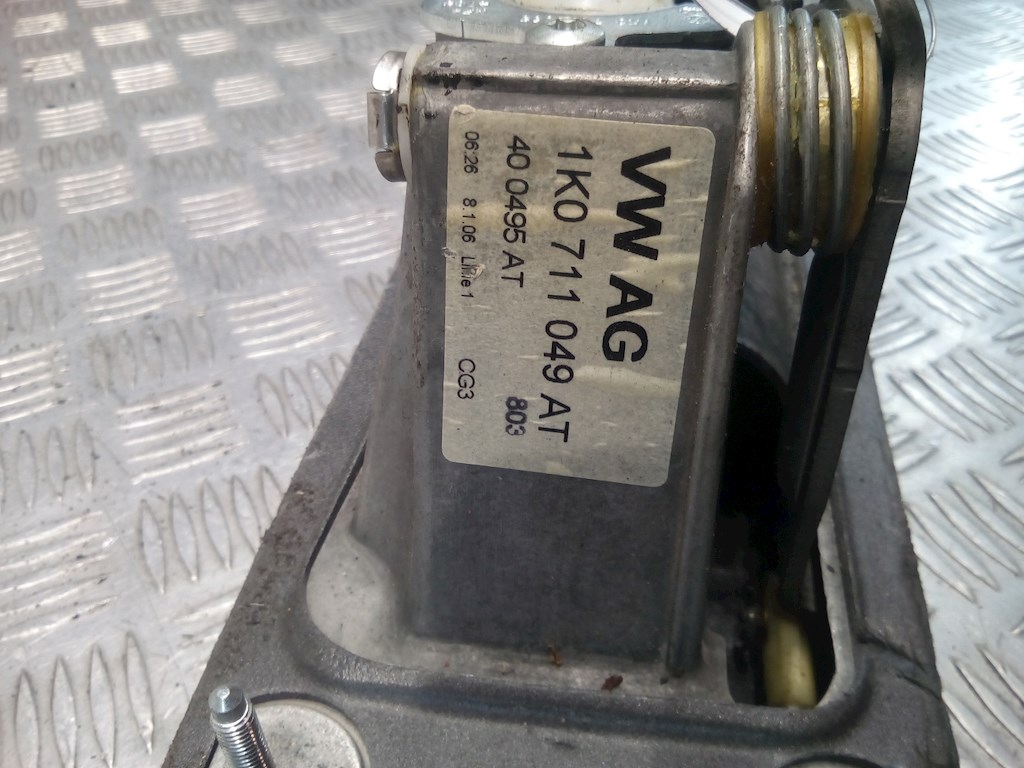 VW AG
1K0 711 049 AT
40 0495 AT 803
06:26 8.1.06 Linie 1 CG3